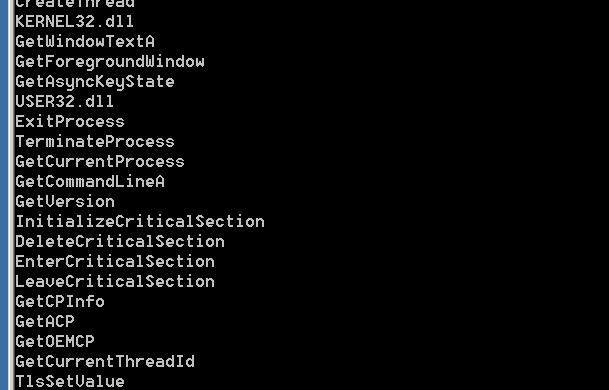 CreateThread
KERNEL32.dll
GetWindowTextA
GetForegroundWindow
GetAsyncKeyState
USER32.dll
ExitProcess
TerminateProcess
GetCurrentProcess
GetCommandLineA
GetVersion
InitializeCriticalSection
DeleteCriticalSection
EnterCriticalSection
LeaveCriticalSection
GetCPInfo
GetACP
GetOEMCP
GetCurrentThreadId
TlsSetValue